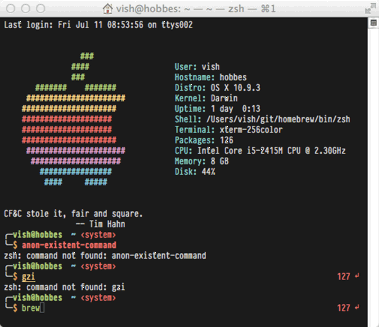 vish@hobbes: ~ — ~ — zsh — ⌘1
Last login: Fri Jul 11 08:53:56 on ttys002
###
####
###
#######    #######
######################
#####################
####################
####################
#####################
######################
####################
##################
####     #####
User: vish
Hostname: hobbes
Distro: OS X 10.9.3
Kernel: Darwin
Uptime: 1 day  0:13
Shell: /Users/vish/git/homebrew/bin/zsh
Terminal: xterm-256color
Packages: 126
CPU: Intel Core i5-2415M CPU @ 2.30GHz
Memory: 8 GB
Disk: 44%
CF&C stole it, fair and square.
-- Tim Hahn
╭─vish@hobbes  ~ <system>
╰─$ anon-existent-command
zsh: command not found: anon-existent-command
╭─vish@hobbes  ~ <system>
╰─$ gzi 127 ↵
zsh: command not found: gzi
╭─vish@hobbes  ~ <system>
╰─$ brew 127 ↵